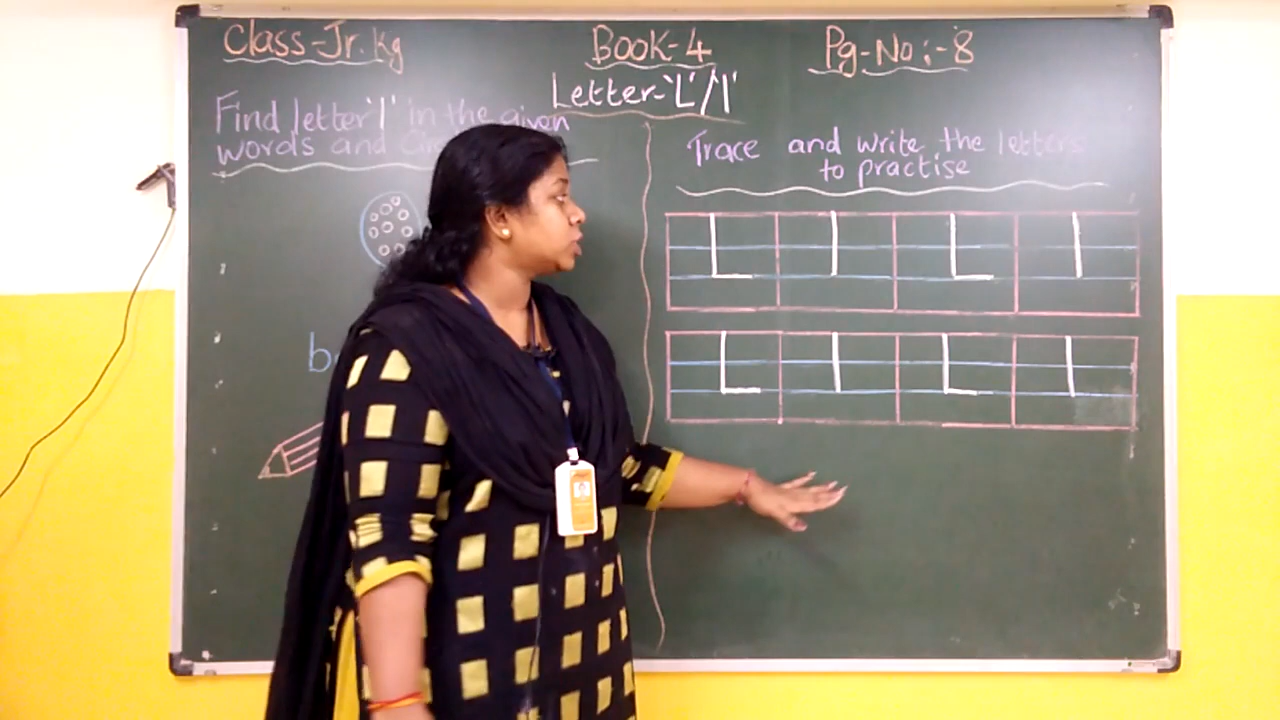 Class-Jr.Kg
BOOK-4
Pg-No:-8
Letter-'L'/'l'
Find letter 'l' in the given
words and
Trace and write the letters
to practise
L l L l
L l L l